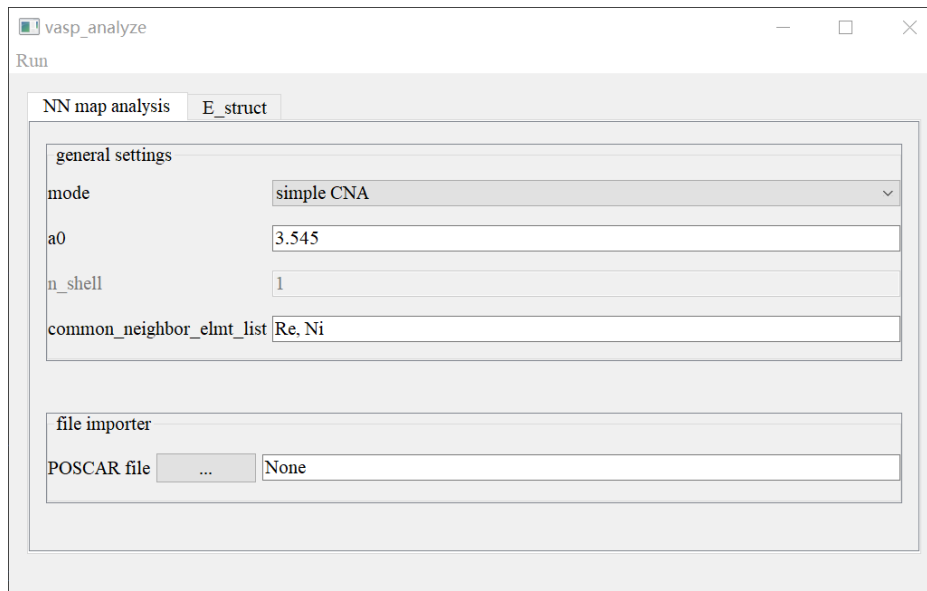 vasp_analyze
Run
NN map analysis E_struct
general settings
mode simple CNA
a0 3.545
n_shell 1
common_neighbor_elmt_list Re, Ni
file importer
POSCAR file ... None